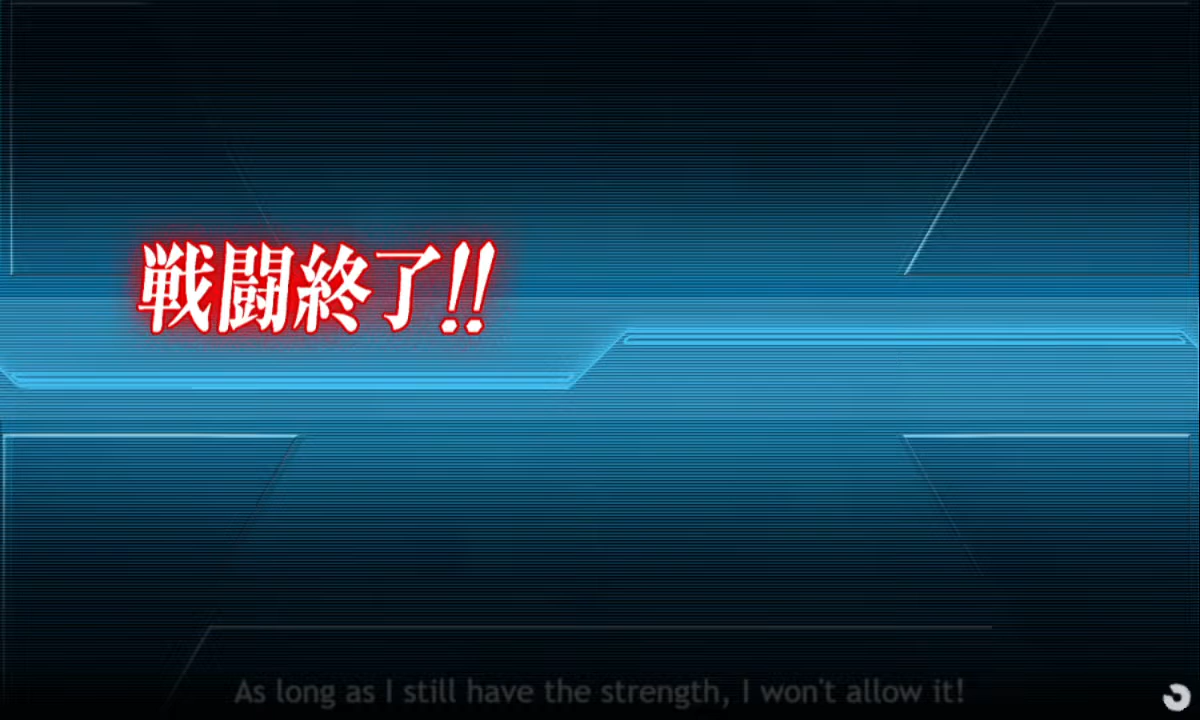 戦闘終了!!
As long as I still have the strength, I won't allow it!